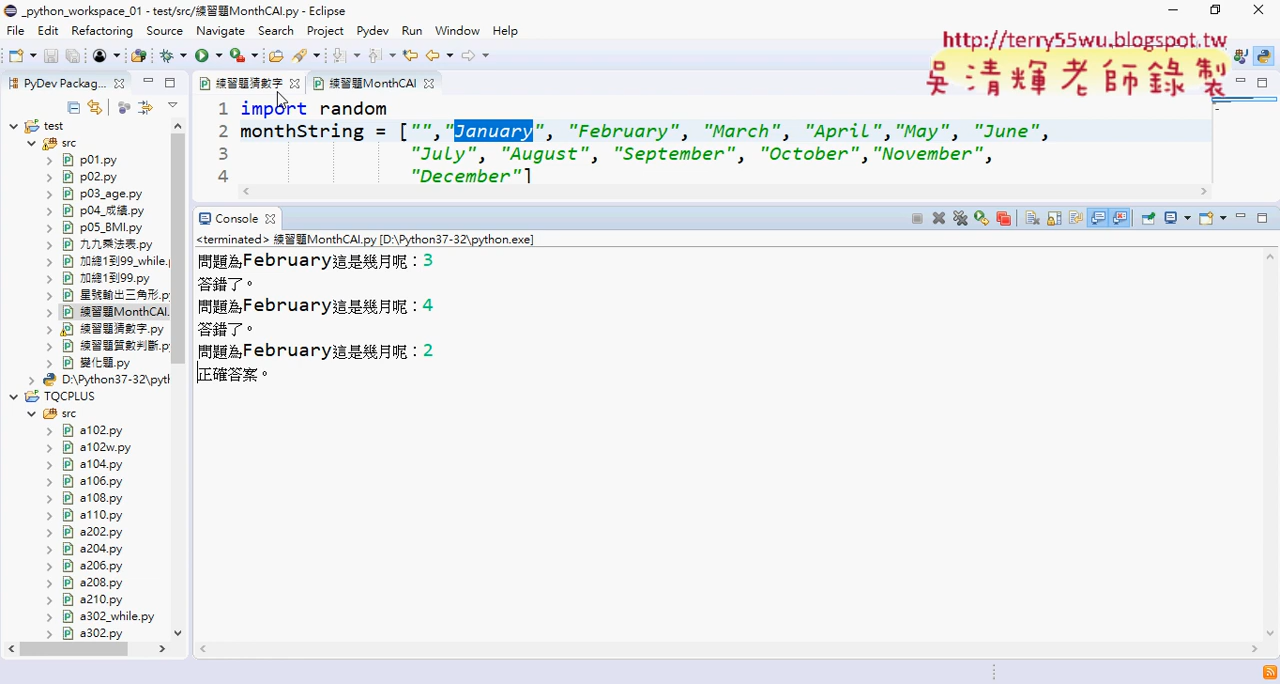 _python_workspace_01 - test/src/練習題MonthCAI.py - Eclipse
File Edit Refactoring Source Navigate Search Project Pydev Run Window Help
http://terry55wu.blogspot.tw
吳清輝老師錄製
PyDev Packag...
練習題猜數字
練習題MonthCAI
test
src
p01.py
p02.py
p03_age.py
p04_成績.py
p05_BMI.py
九九乘法表.py
加總1到99_while.p
加總1到99.py
星號輸出三角形.py
練習題MonthCAI.
練習題猜數字.py
練習題質數判斷.py
變化題.py
D:\Python37-32\pyth
TQCPLUS
src
a102.py
a102w.py
a104.py
a106.py
a108.py
a110.py
a202.py
a204.py
a206.py
a208.py
a210.py
a302_while.py
a302.py
1 import random
2 monthString = ["","January", "February", "March", "April","May", "June",
3 "July", "August", "September", "October","November",
4 "December"]
Console
<terminated> 練習題MonthCAI.py [D:\Python37-32\python.exe]
問題為February這是幾月呢：3
答錯了。
問題為February這是幾月呢：4
答錯了。
問題為February這是幾月呢：2
正確答案。